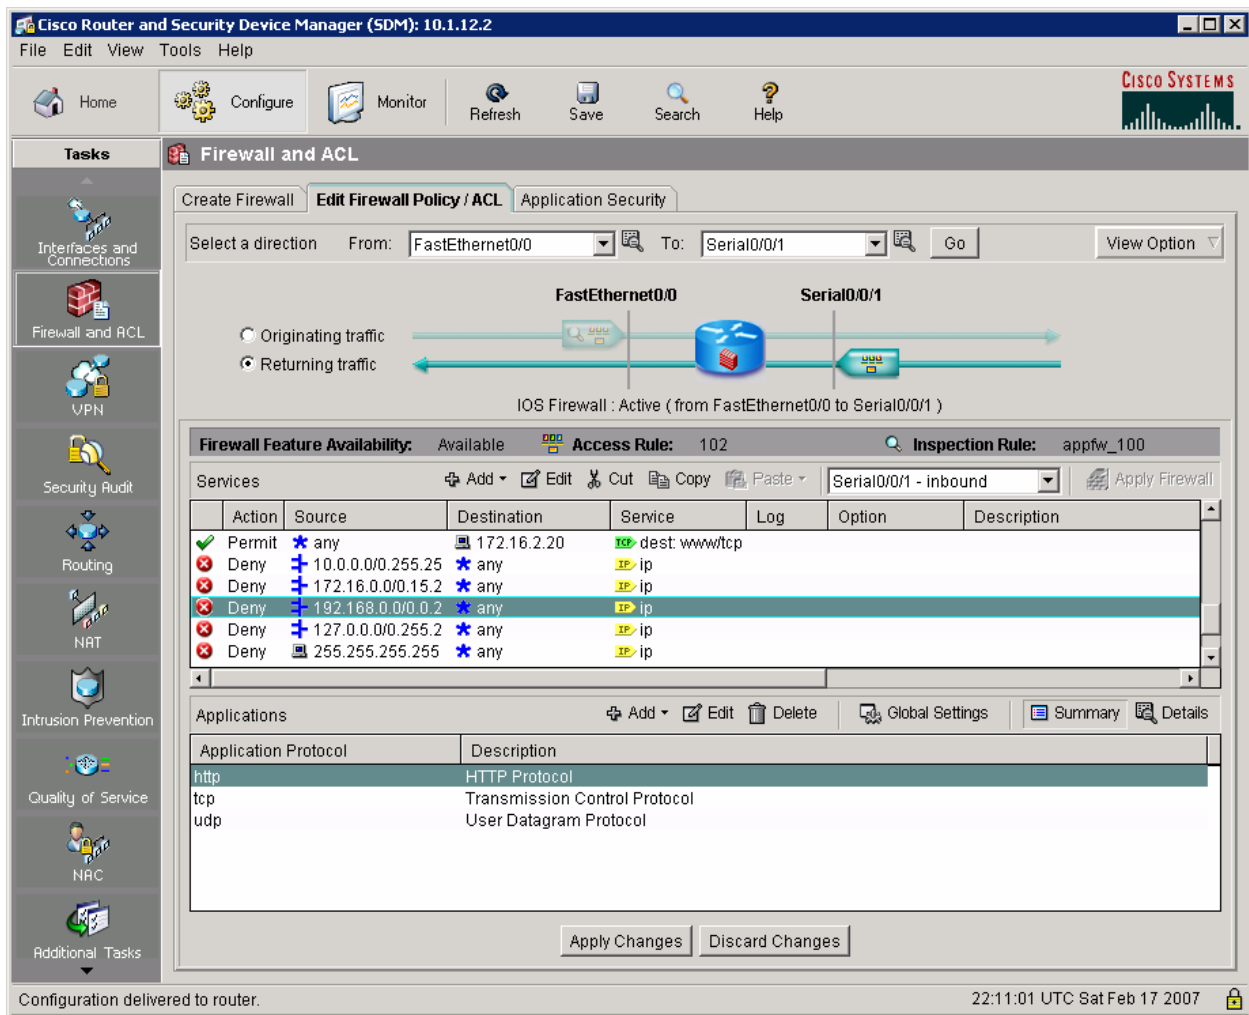 Cisco Router and Security Device Manager (SDM): 10.1.12.2
File Edit View Tools Help
Home Configure Monitor Refresh Save Search Help
CISCO SYSTEMS
Tasks
Firewall and ACL
Create Firewall Edit Firewall Policy / ACL Application Security
Interfaces and Connections
Select a direction From: FastEthernet0/0 To: Serial0/0/1 Go View Option
FastEthernet0/0 Serial0/0/1
Firewall and ACL
Originating traffic
Returning traffic
VPN
IOS Firewall : Active ( from FastEthernet0/0 to Serial0/0/1 )
Firewall Feature Availability: Available Access Rule: 102 Inspection Rule: appfw_100
Security Audit
Services Add Edit Cut Copy Paste Serial0/0/1 - inbound Apply Firewall
Action Source Destination Service Log Option Description
Permit any 172.16.2.20 TCP dest: www/tcp
Deny 10.0.0.0/0.255.25 any IP ip
Routing
Deny 172.16.0.0/0.15.2 any IP ip
Deny 192.168.0.0/0.0.2 any IP ip
Deny 127.0.0.0/0.255.2 any IP ip
NAT
Deny 255.255.255.255 any IP ip
Intrusion Prevention
Applications Add Edit Delete Global Settings Summary Details
Application Protocol Description
http HTTP Protocol
tcp Transmission Control Protocol
udp User Datagram Protocol
Quality of Service
NAC
Additional Tasks
Apply Changes Discard Changes
Configuration delivered to router. 22:11:01 UTC Sat Feb 17 2007